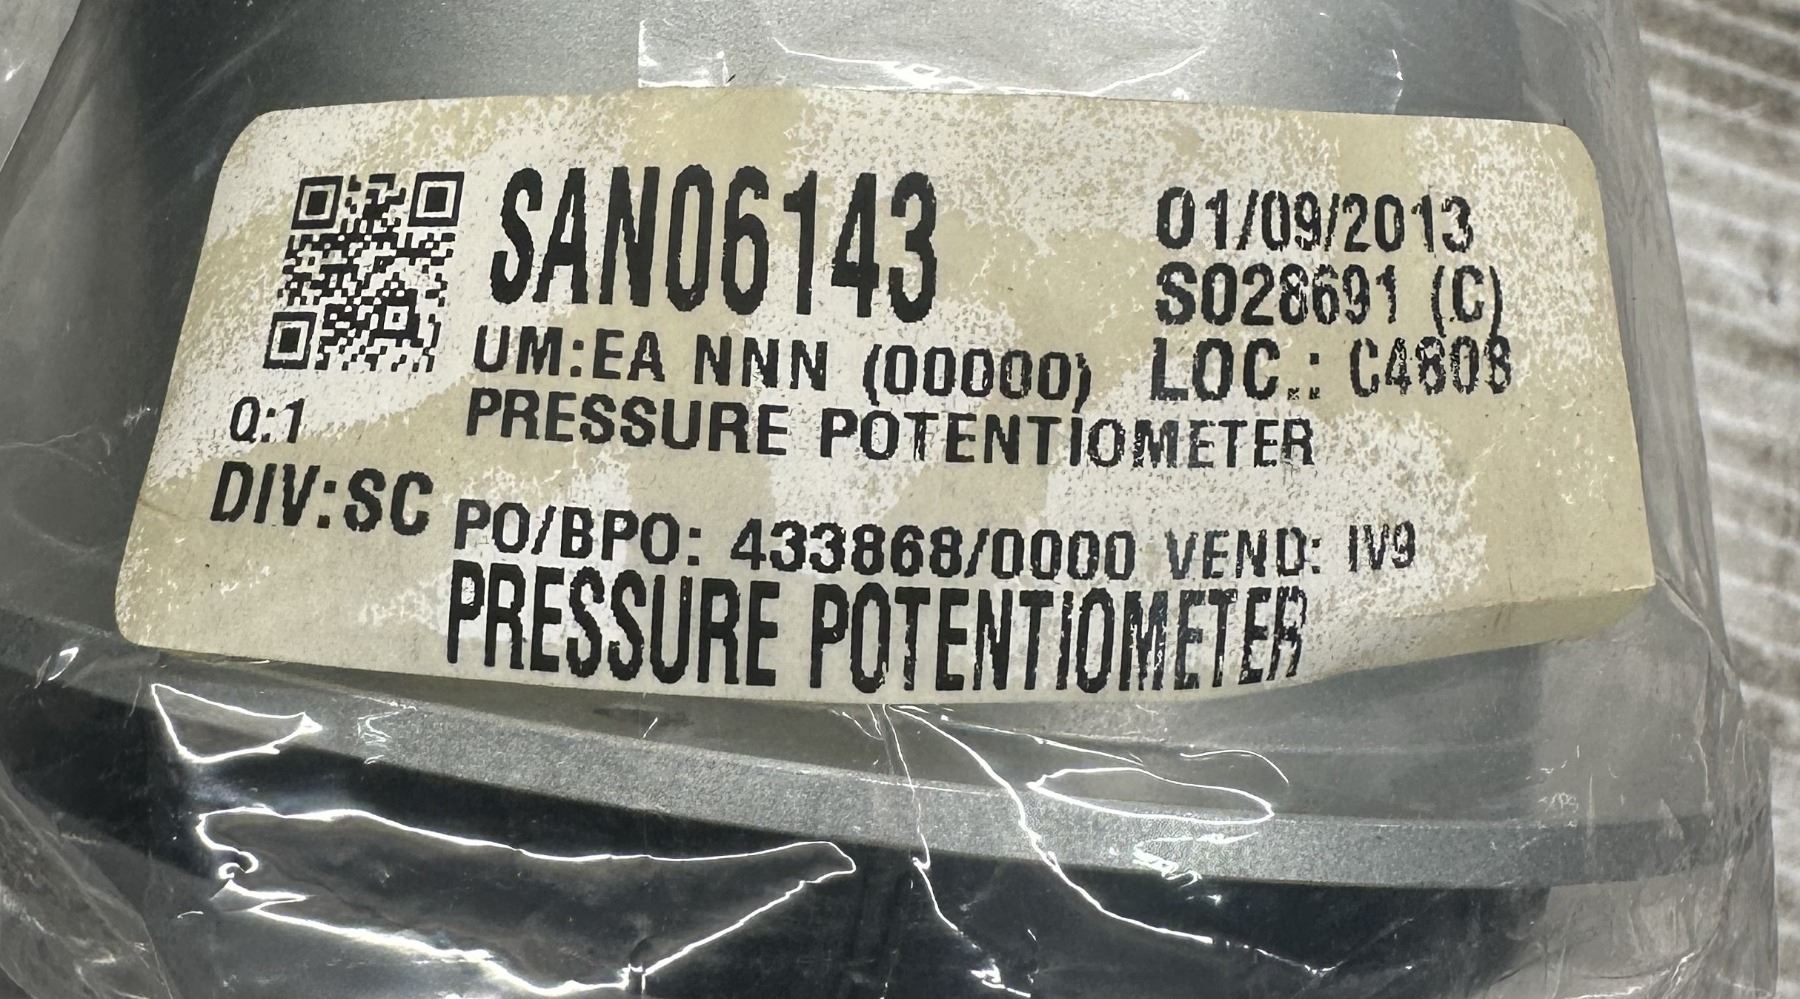 SAN06143
01/09/2013
S028691 (C)
UM:EA NNN (00000)
LOC.: C4808
Q:1
PRESSURE POTENTIOMETER
DIV:SC
PO/BPO: 433868/0000 VEND: IV9
PRESSURE POTENTIOMETER